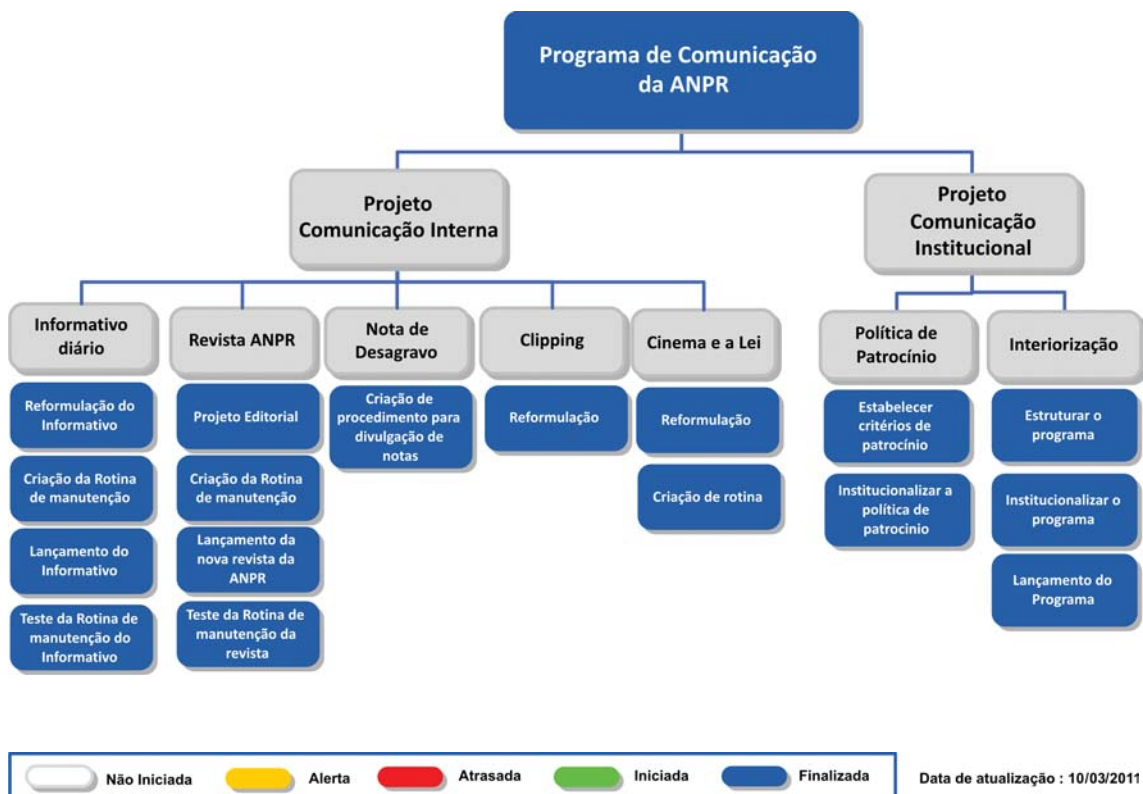 Programa de Comunicação
da ANPR
Projeto
Comunicação Interna
Projeto
Comunicação
Institucional
Informativo
diário
Revista ANPR
Nota de
Desagravo
Clipping
Cinema e a Lei
Política de
Patrocínio
Interiorização
Reformulação do
Informativo
Criação da Rotina
de manutenção
Lançamento do
Informativo
Teste da Rotina de
manutenção do
Informativo
Projeto Editorial
Criação da Rotina
de manutenção
Lançamento da
nova revista da
ANPR
Teste da Rotina de
manutenção da
revista
Criação de
procedimento para
divulgação de
notas
Reformulação
Reformulação
Criação de rotina
Estabelecer
critérios de
patrocínio
Institucionalizar a
política de
patrocinio
Estruturar o
programa
Institucionalizar o
programa
Lançamento do
Programa
Não Iniciada
Alerta
Atrasada
Iniciada
Finalizada
Data de atualização : 10/03/2011